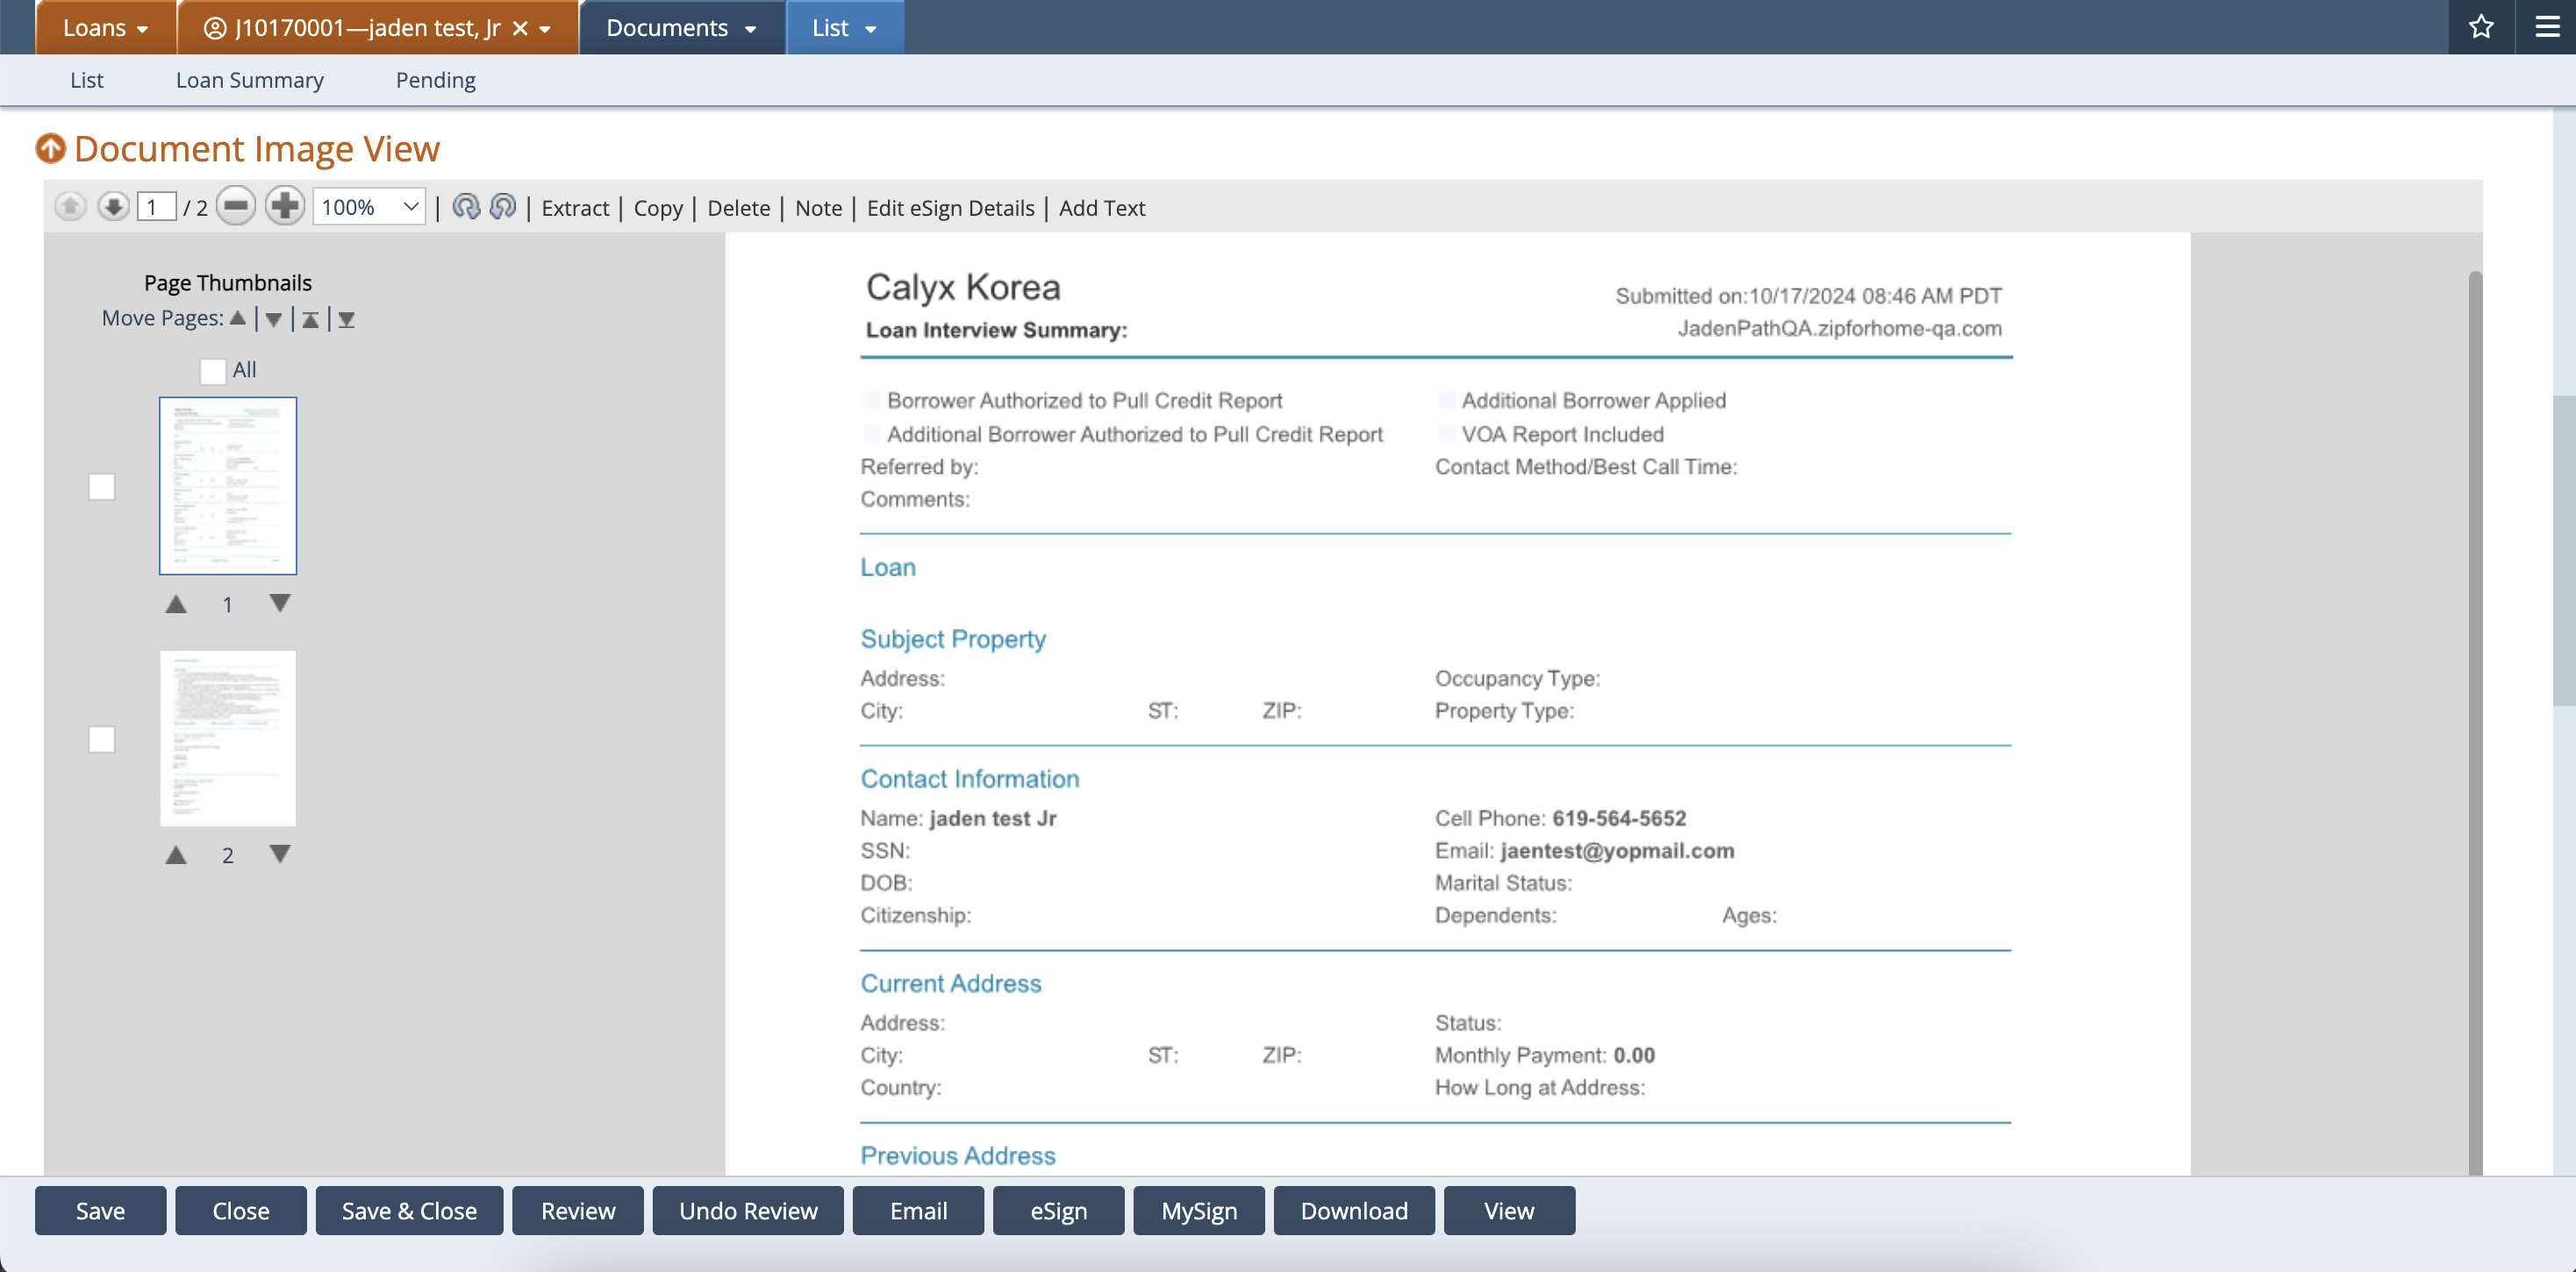 Loans
J10170001—jaden test, Jr
Documents
List
List
Loan Summary
Pending
Document Image View
1 / 2
100%
| Extract | Copy | Delete | Note | Edit eSign Details | Add Text
Page Thumbnails
Move Pages:
All
1
2
Calyx Korea
Submitted on:10/17/2024 08:46 AM PDT
Loan Interview Summary:
JadenPathQA.zipforhome-qa.com
Borrower Authorized to Pull Credit Report
Additional Borrower Applied
Additional Borrower Authorized to Pull Credit Report
VOA Report Included
Referred by:
Contact Method/Best Call Time:
Comments:
Loan
Subject Property
Address:
Occupancy Type:
City: ST: ZIP:
Property Type:
Contact Information
Name: jaden test Jr
Cell Phone: 619-564-5652
SSN:
Email: jaentest@yopmail.com
DOB:
Marital Status:
Citizenship:
Dependents: Ages:
Current Address
Address:
Status:
City: ST: ZIP:
Monthly Payment: 0.00
Country:
How Long at Address:
Previous Address
Save
Close
Save & Close
Review
Undo Review
Email
eSign
MySign
Download
View